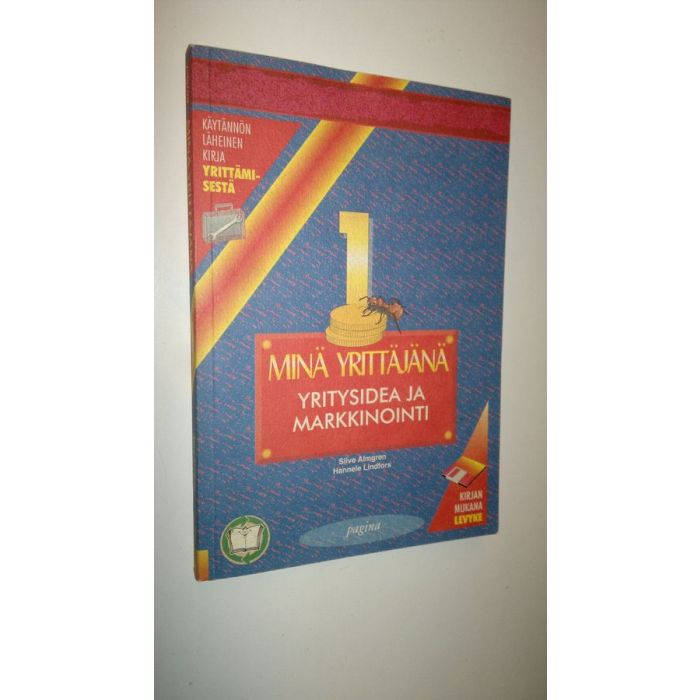 KÄYTÄNNÖN
LÄHEINEN
KIRJA
YRITTÄMI-
SESTÄ
1
MINÄ YRITTÄJÄNÄ
YRITYSIDEA JA
MARKKINOINTI
Silve Almgren
Hannele Lindfors
KIRJAN
MUKANA
LEVYKE
pagina